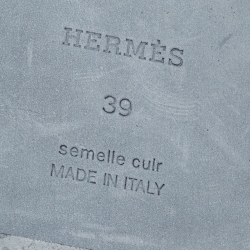 HERMÈS
39
semelle cuir
MADE IN ITALY